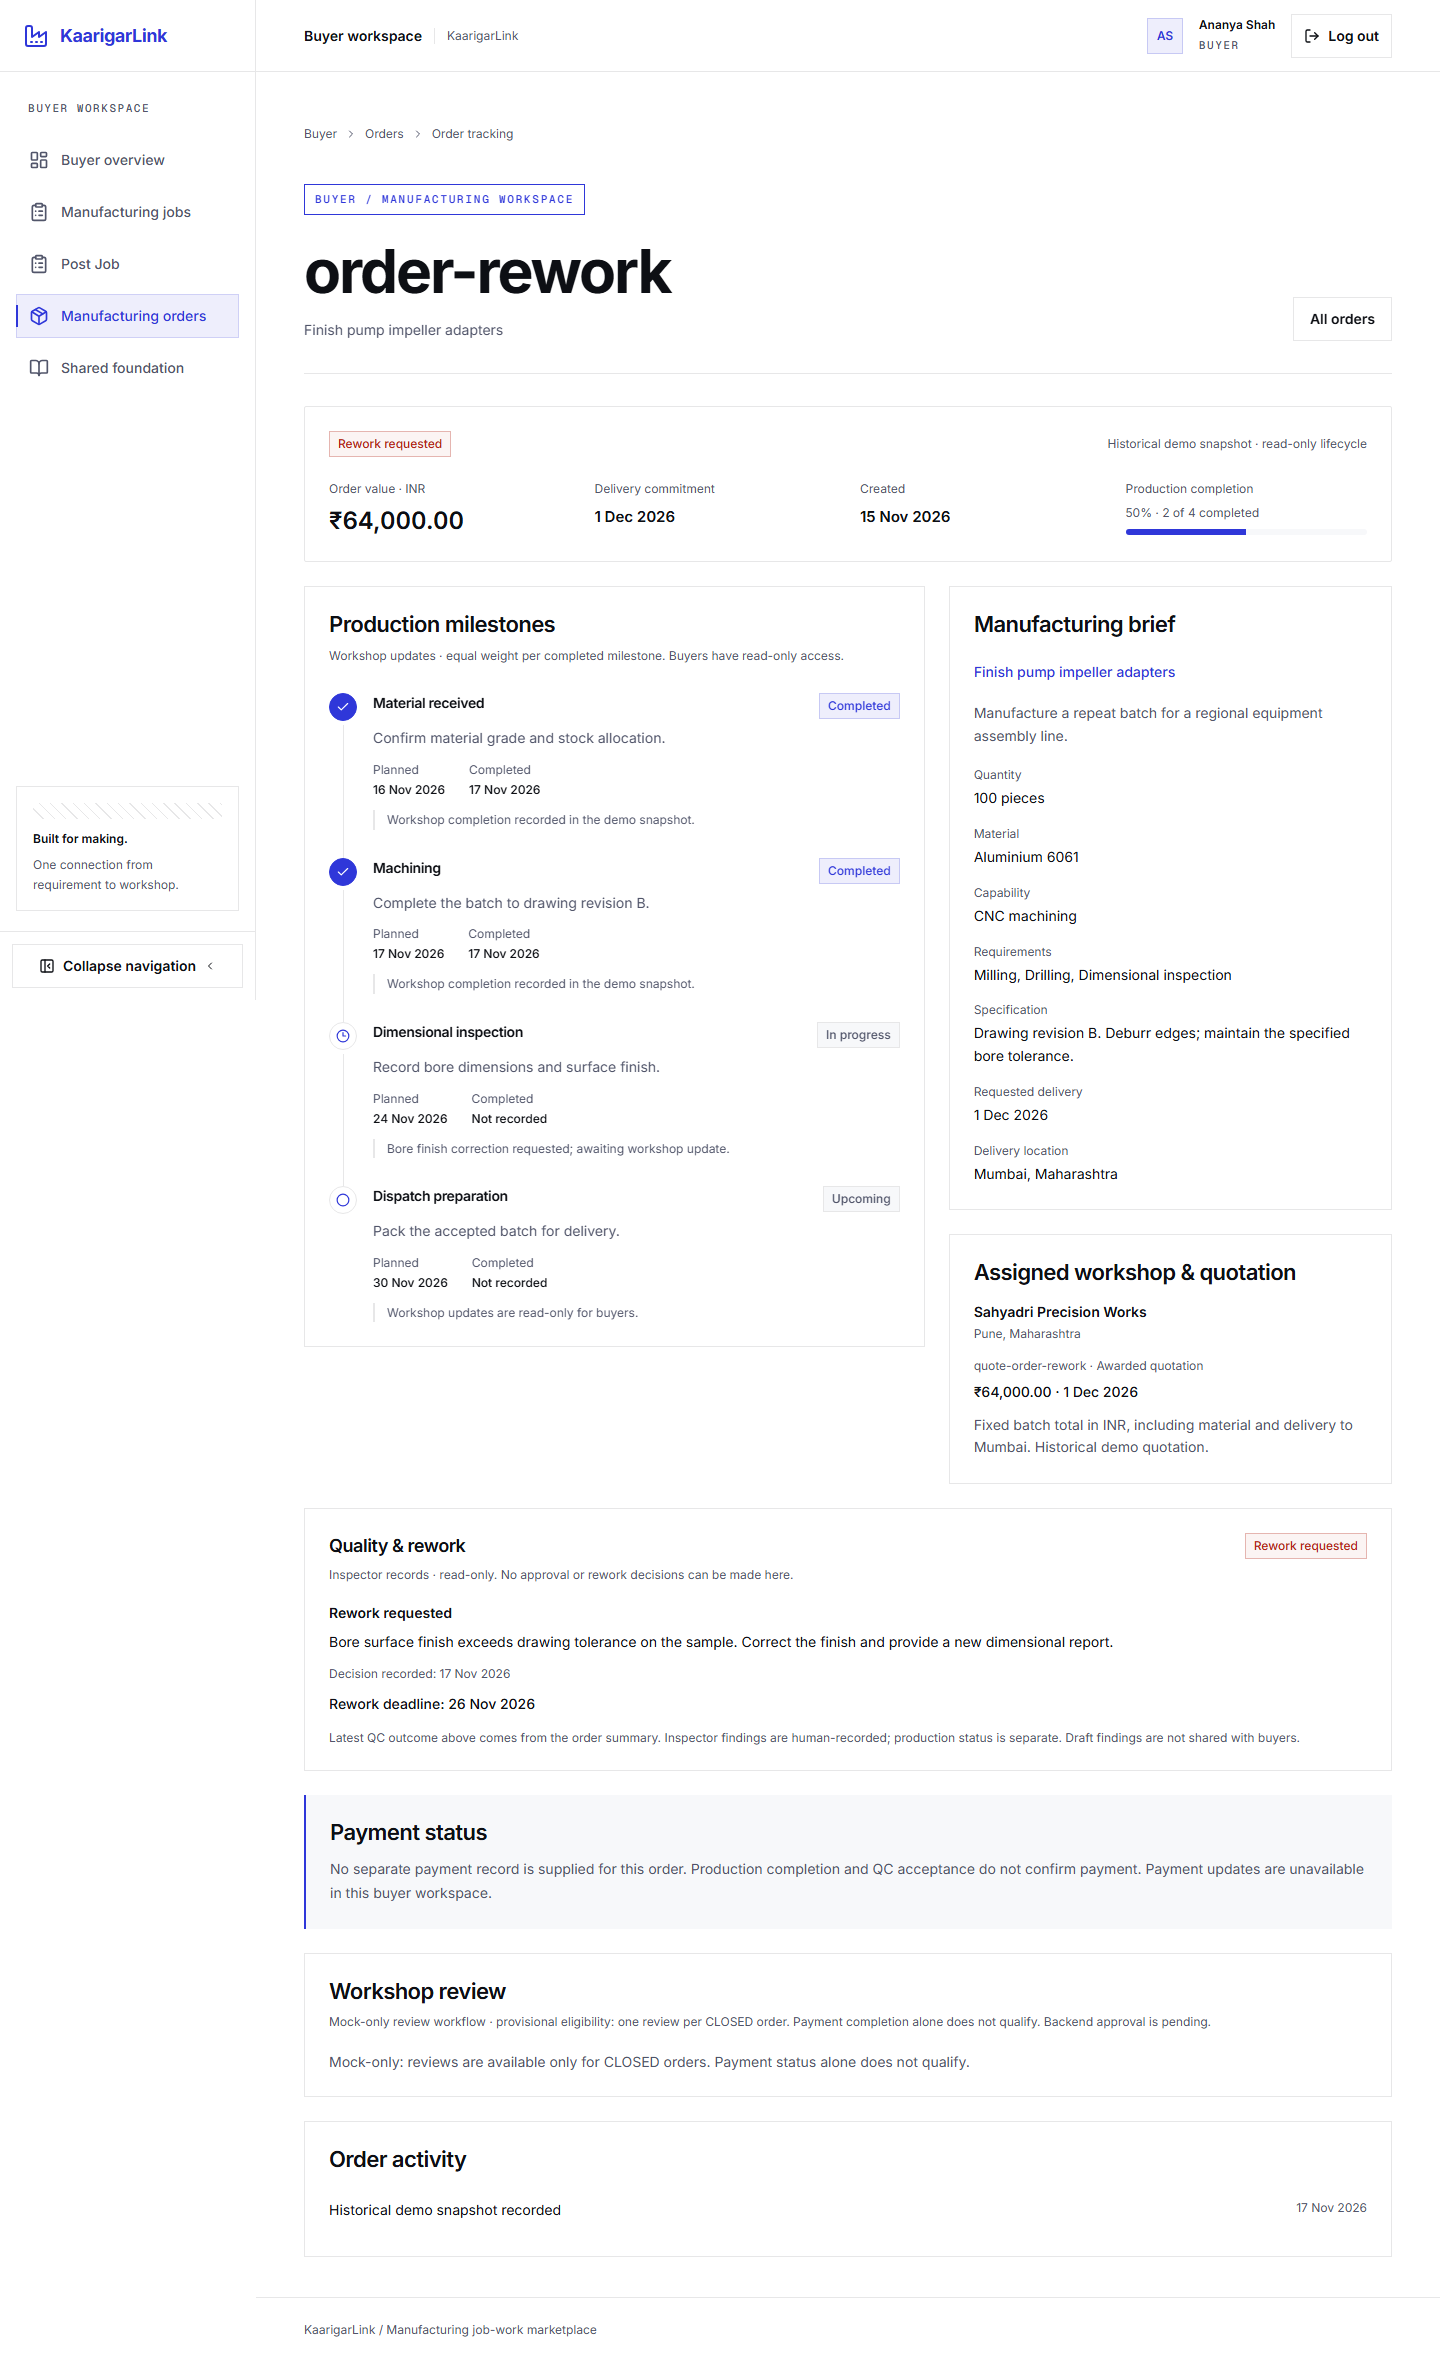 KaarigarLink
Buyer workspace
KaarigarLink
AS
Ananya Shah
BUYER
Log out
BUYER WORKSPACE
Buyer overview
Manufacturing jobs
Post Job
Manufacturing orders
Shared foundation
Built for making.
One connection from
requirement to workshop.
Collapse navigation
Buyer
Orders
Order tracking
BUYER / MANUFACTURING WORKSPACE
order-rework
Finish pump impeller adapters
All orders
Rework requested
Historical demo snapshot · read-only lifecycle
Order value · INR
₹64,000.00
Delivery commitment
1 Dec 2026
Created
15 Nov 2026
Production completion
50% · 2 of 4 completed
Production milestones
Workshop updates · equal weight per completed milestone. Buyers have read-only access.
Material received
Completed
Confirm material grade and stock allocation.
Planned
16 Nov 2026
Completed
17 Nov 2026
Workshop completion recorded in the demo snapshot.
Machining
Completed
Complete the batch to drawing revision B.
Planned
17 Nov 2026
Completed
17 Nov 2026
Workshop completion recorded in the demo snapshot.
Dimensional inspection
In progress
Record bore dimensions and surface finish.
Planned
24 Nov 2026
Completed
Not recorded
Bore finish correction requested; awaiting workshop update.
Dispatch preparation
Upcoming
Pack the accepted batch for delivery.
Planned
30 Nov 2026
Completed
Not recorded
Workshop updates are read-only for buyers.
Manufacturing brief
Finish pump impeller adapters
Manufacture a repeat batch for a regional equipment
assembly line.
Quantity
100 pieces
Material
Aluminium 6061
Capability
CNC machining
Requirements
Milling, Drilling, Dimensional inspection
Specification
Drawing revision B. Deburr edges; maintain the specified
bore tolerance.
Requested delivery
1 Dec 2026
Delivery location
Mumbai, Maharashtra
Assigned workshop & quotation
Sahyadri Precision Works
Pune, Maharashtra
quote-order-rework · Awarded quotation
₹64,000.00 · 1 Dec 2026
Fixed batch total in INR, including material and delivery to
Mumbai. Historical demo quotation.
Quality & rework
Rework requested
Inspector records · read-only. No approval or rework decisions can be made here.
Rework requested
Bore surface finish exceeds drawing tolerance on the sample. Correct the finish and provide a new dimensional report.
Decision recorded: 17 Nov 2026
Rework deadline: 26 Nov 2026
Latest QC outcome above comes from the order summary. Inspector findings are human-recorded; production status is separate. Draft findings are not shared with buyers.
Payment status
No separate payment record is supplied for this order. Production completion and QC acceptance do not confirm payment. Payment updates are unavailable
in this buyer workspace.
Workshop review
Mock-only review workflow · provisional eligibility: one review per CLOSED order. Payment completion alone does not qualify. Backend approval is pending.
Mock-only: reviews are available only for CLOSED orders. Payment status alone does not qualify.
Order activity
Historical demo snapshot recorded
17 Nov 2026
KaarigarLink / Manufacturing job-work marketplace